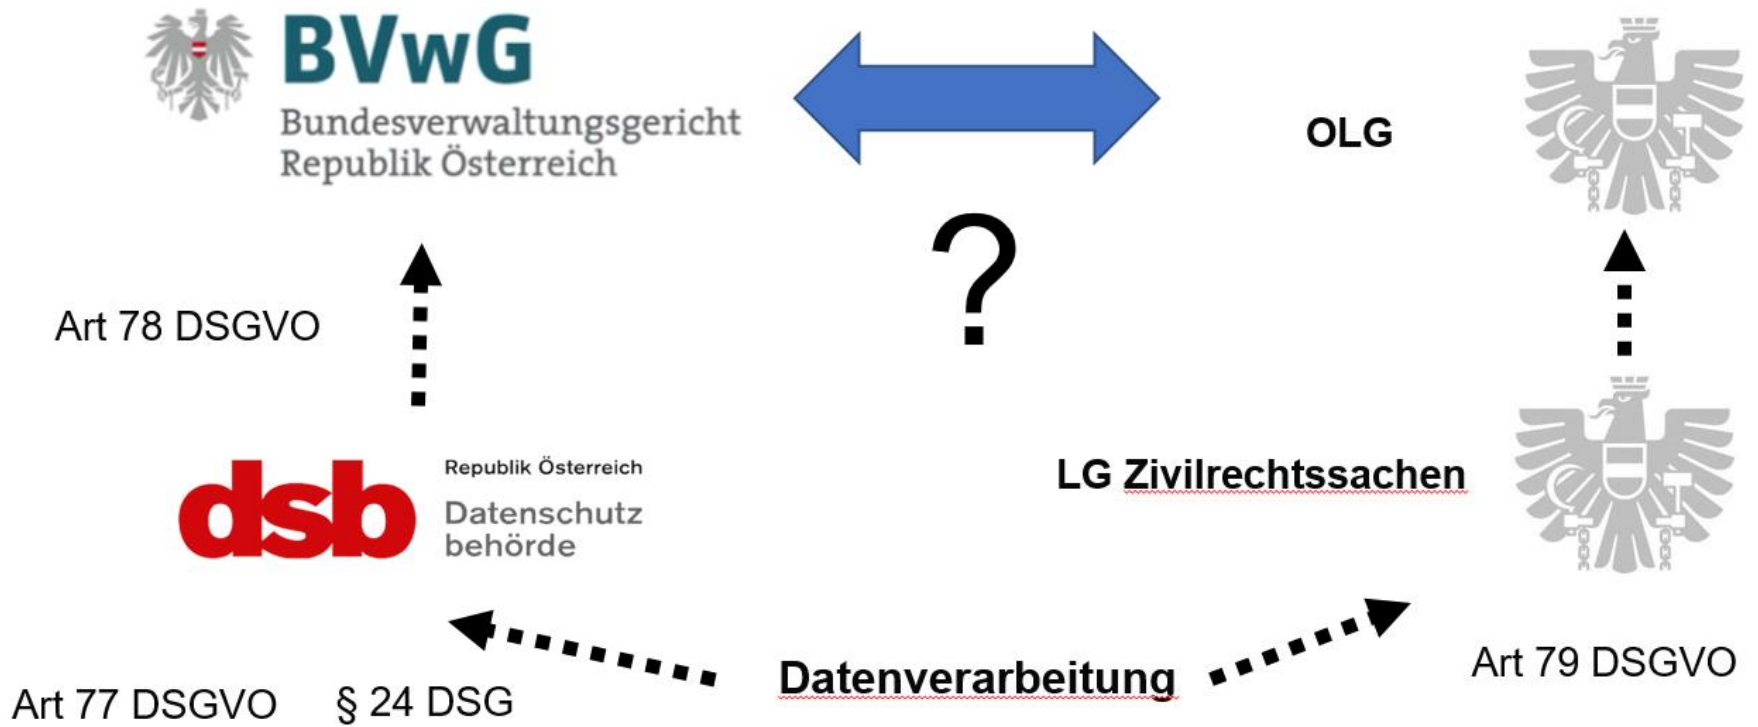 BVwG
Bundesverwaltungsgericht
Republik Österreich
OLG
?
Art 78 DSGVO
dsb
Republik Österreich
Datenschutz
behörde
LG Zivilrechtssachen
Datenverarbeitung
Art 79 DSGVO
Art 77 DSGVO
§ 24 DSG